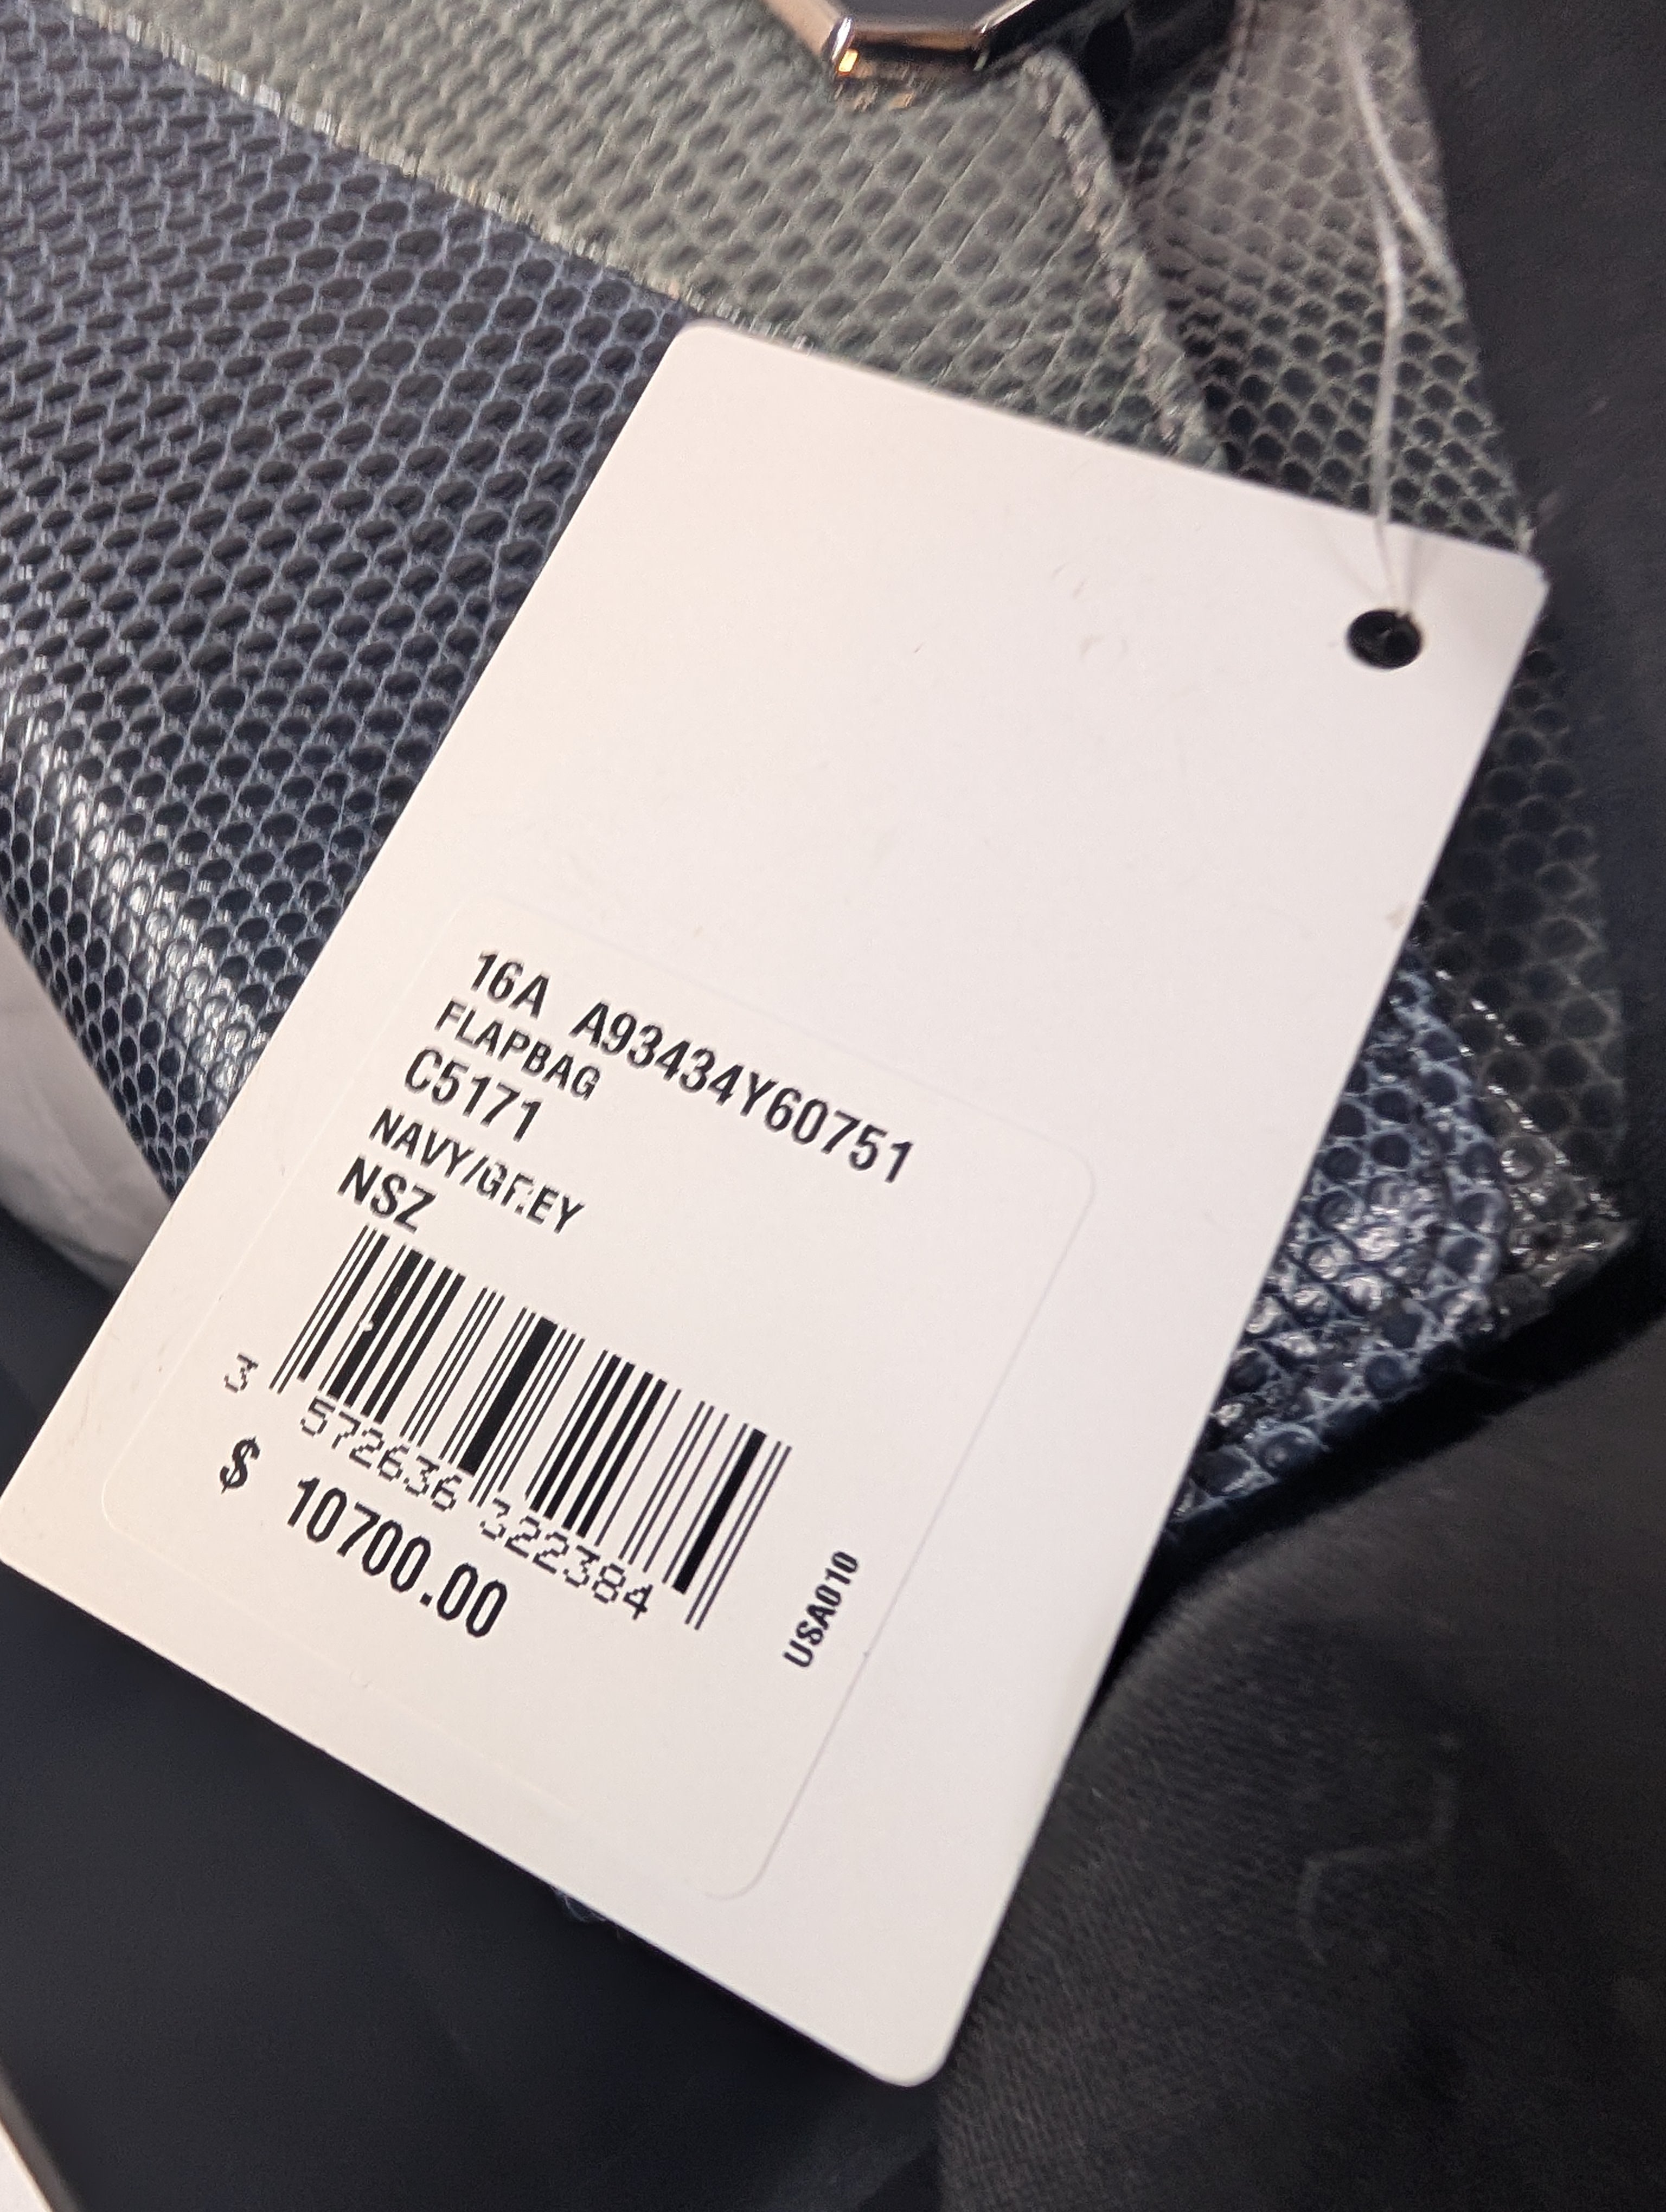 16A A93434Y60751
FLAPBAG
C5171
NAVY/GREY
NSZ
3 572636 322384
$ 10700.00
USA010